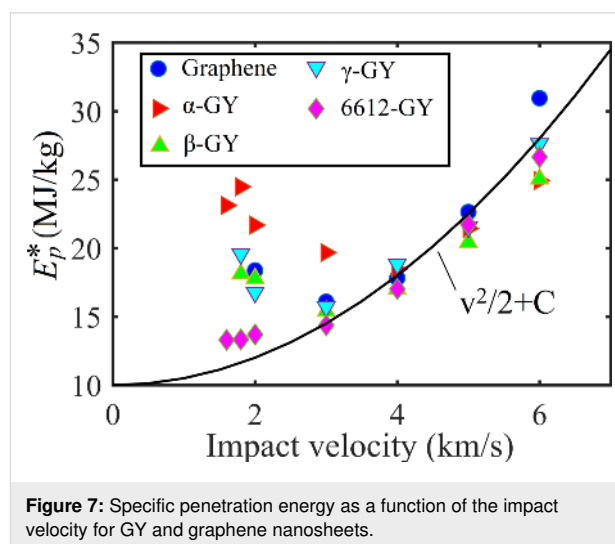 35
30
25
20
15
10
E*p (MJ/kg)
Graphene
α-GY
β-GY
γ-GY
6612-GY
v²/2+C
0 2 4 6
Impact velocity (km/s)
Figure 7: Specific penetration energy as a function of the impact
velocity for GY and graphene nanosheets.